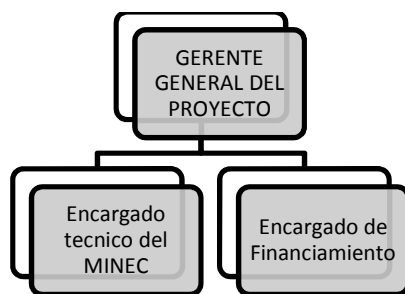 GERENTE
GENERAL DEL
PROYECTO
Encargado
tecnico del
MINEC
Encargado de
Financiamiento